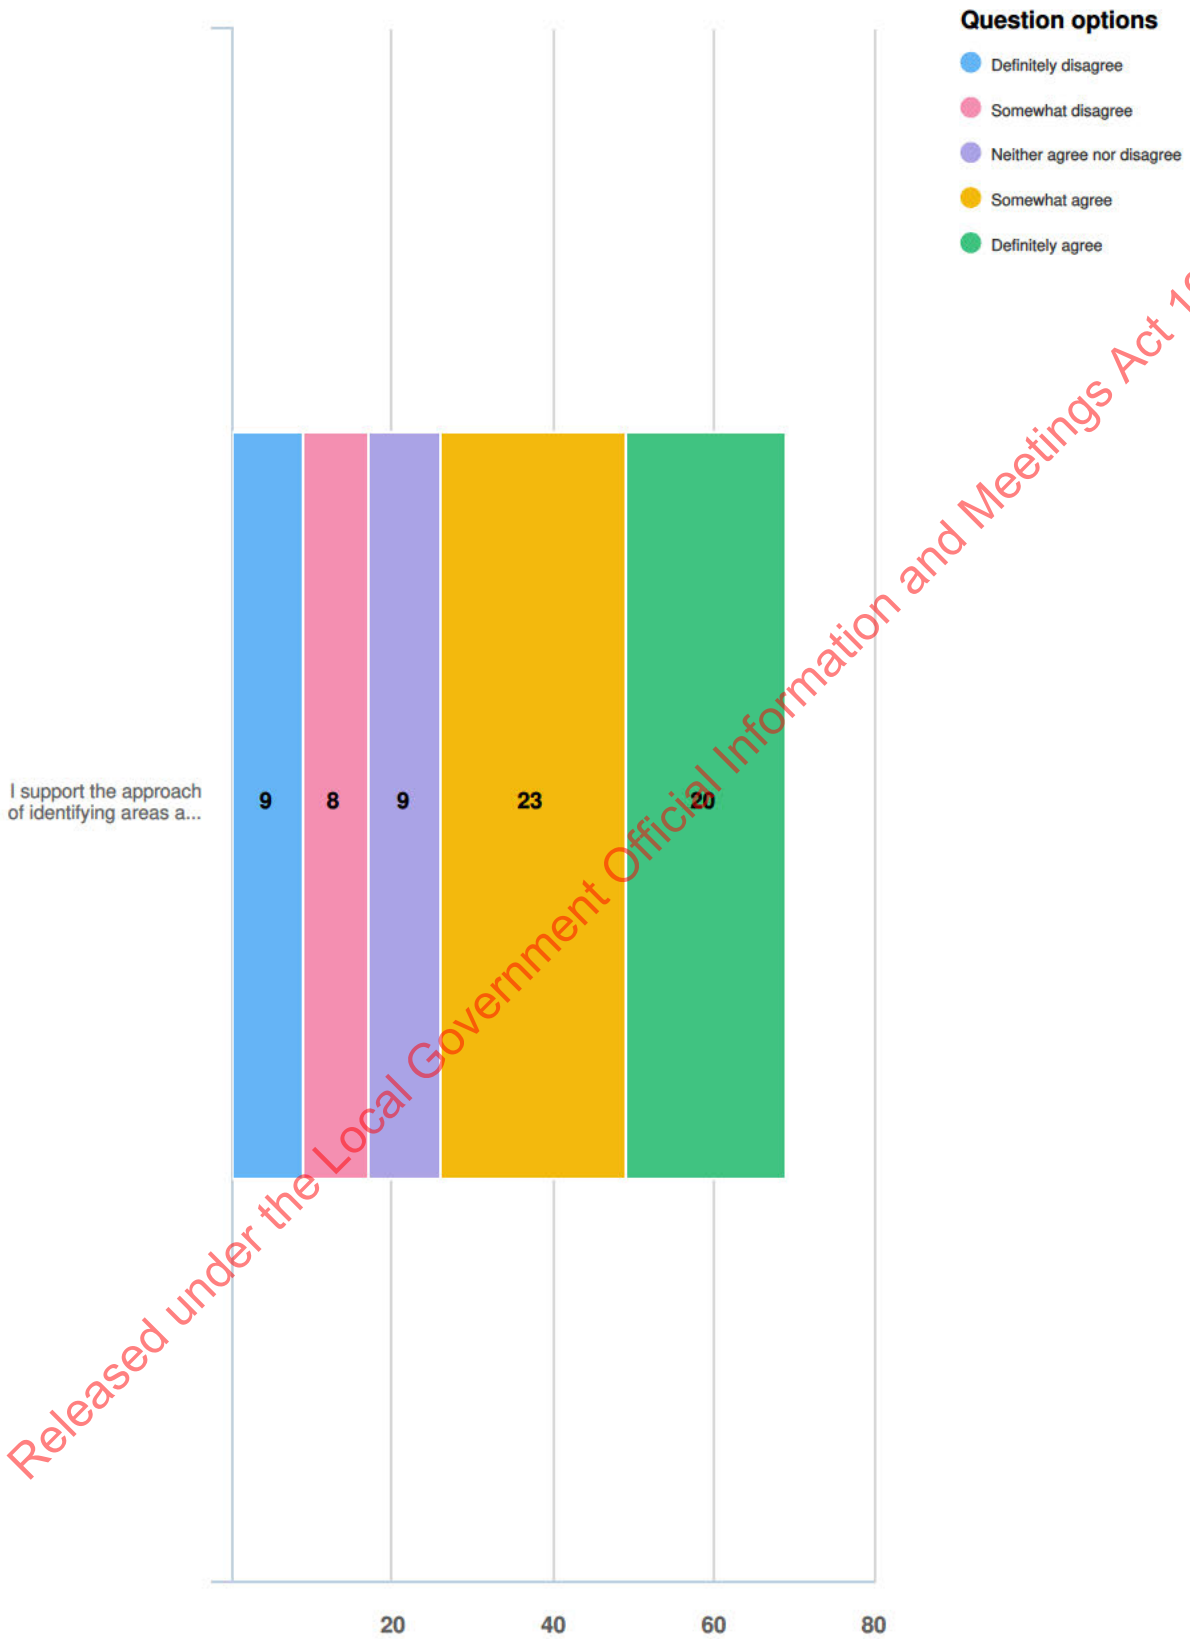 Question options
Definitely disagree
Somewhat disagree
Neither agree nor disagree
Somewhat agree
Definitely agree
I support the approach
of identifying areas a...
9 8 9 23 20
20 40 60 80
Released under the Local Government Official Information and Meetings Act